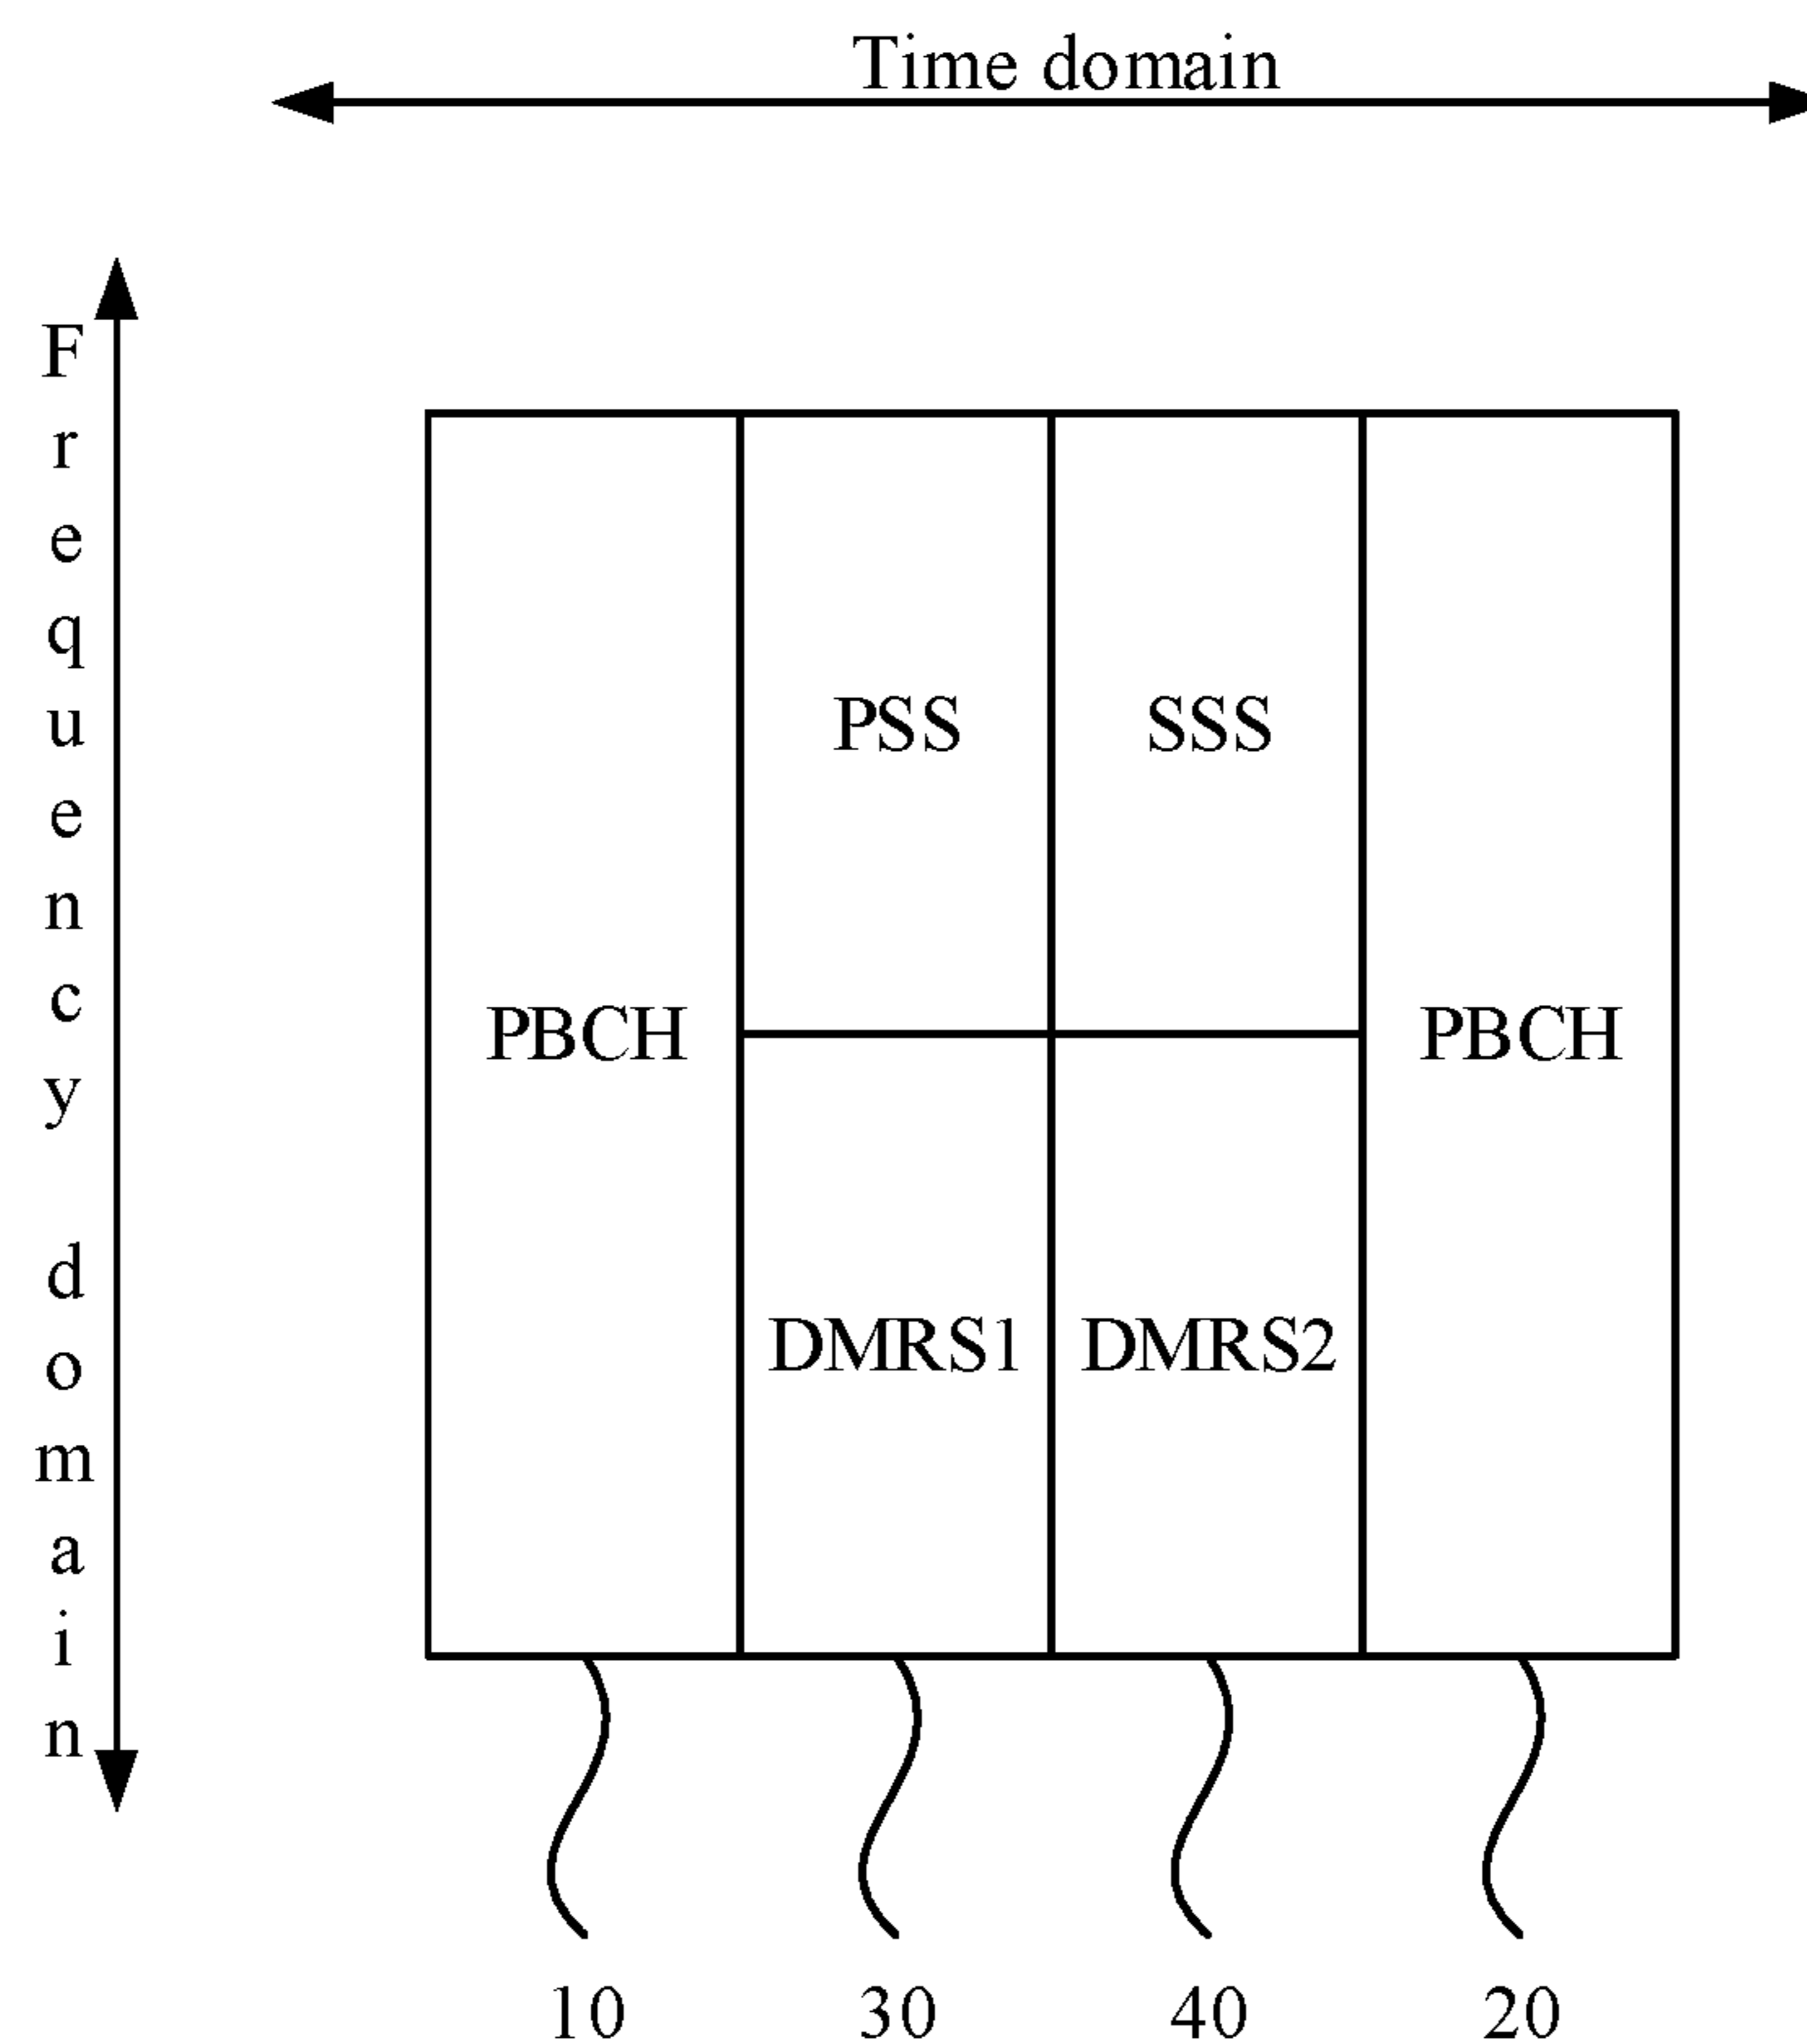 Time domain
Frequency domain
PSS SSS
PBCH PBCH
DMRS1 DMRS2
10 30 40 20